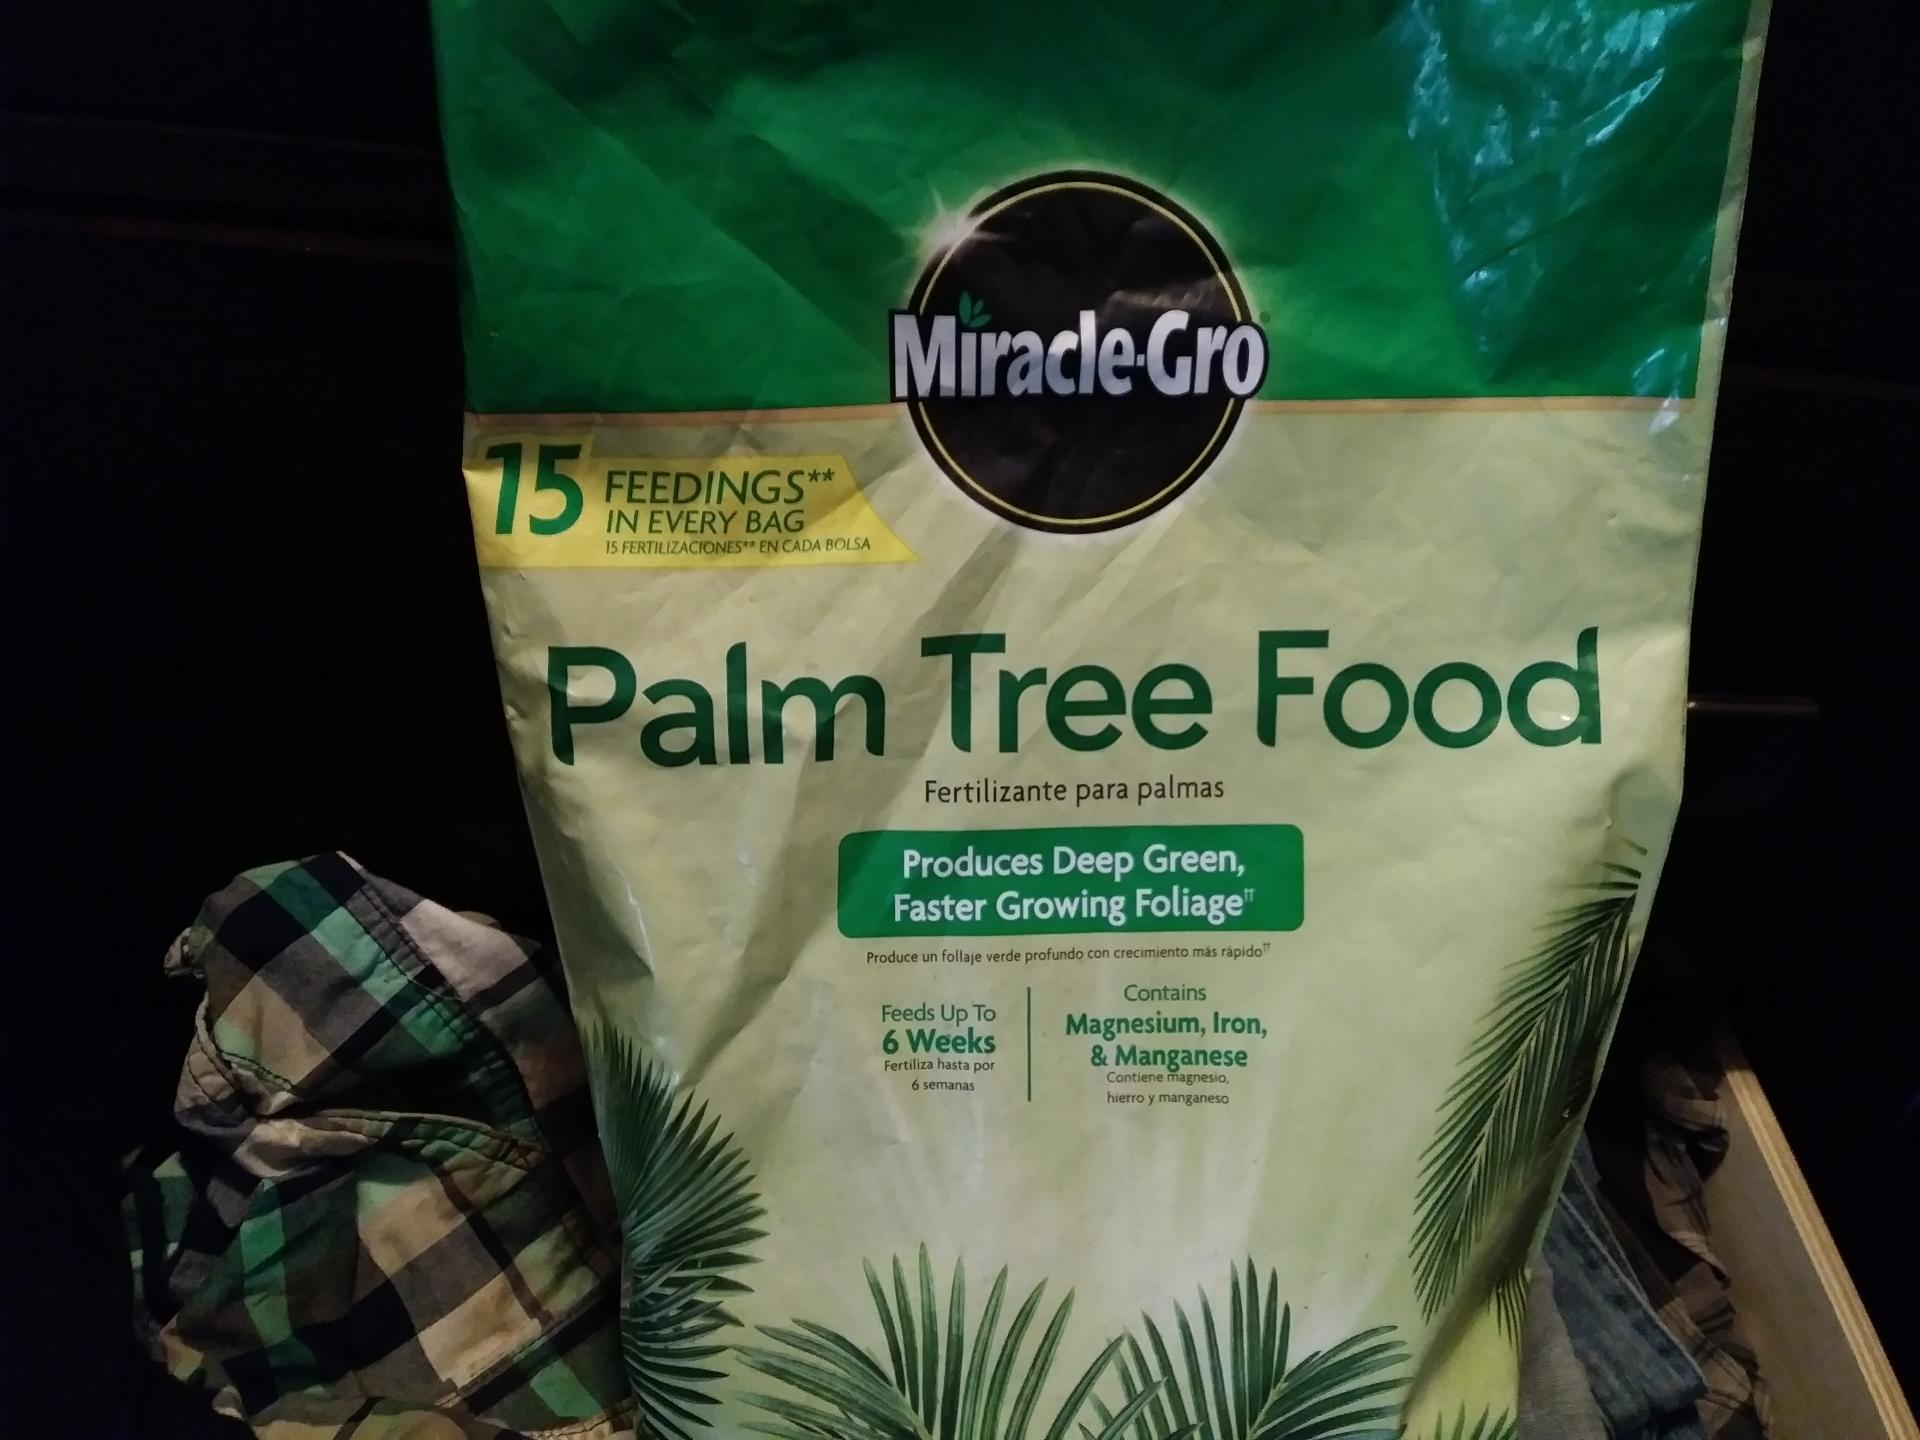 Miracle-Gro®
15 FEEDINGS**
IN EVERY BAG
15 FERTILIZACIONES** EN CADA BOLSA
Palm Tree Food
Fertilizante para palmas
Produces Deep Green,
Faster Growing Foliage††
Produce un follaje verde profundo con crecimiento más rápido††
Feeds Up To
6 Weeks
Fertiliza hasta por
6 semanas
Contains
Magnesium, Iron,
& Manganese
Contiene magnesio,
hierro y manganeso